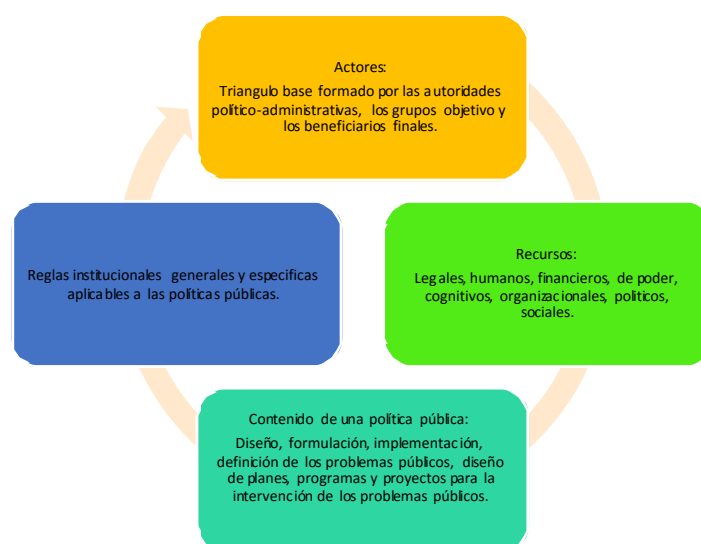 Actores:
Triangulo base formado por las autoridades
político-administrativas, los grupos objetivo y
los beneficiarios finales.
Recursos:
Legales, humanos, financieros, de poder,
cognitivos, organizacionales, politicos,
sociales.
Contenido de una política pública:
Diseño, formulación, implementación,
definición de los problemas públicos, diseño
de planes, programas y proyectos para la
intervención de los problemas públicos.
Reglas institucionales generales y especificas
aplicables a las políticas públicas.